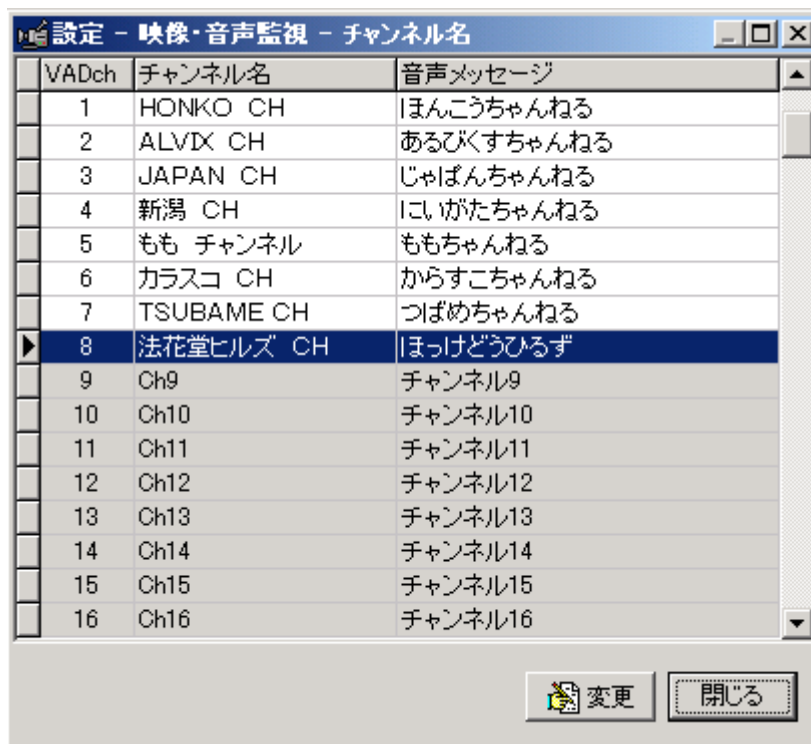 設定 - 映像・音声監視 - チャンネル名
VADch チャンネル名 音声メッセージ
1 HONKO CH ほんこうちゃんねる
2 ALVIX CH あるびくすちゃんねる
3 JAPAN CH じゃぱんちゃんねる
4 新潟 CH にいがたちゃんねる
5 もも チャンネル ももちゃんねる
6 カラスコ CH からすこちゃんねる
7 TSUBAME CH つばめちゃんねる
8 法花堂ヒルズ CH ほっけどうひるず
9 Ch9 チャンネル9
10 Ch10 チャンネル10
11 Ch11 チャンネル11
12 Ch12 チャンネル12
13 Ch13 チャンネル13
14 Ch14 チャンネル14
15 Ch15 チャンネル15
16 Ch16 チャンネル16
変更 閉じる